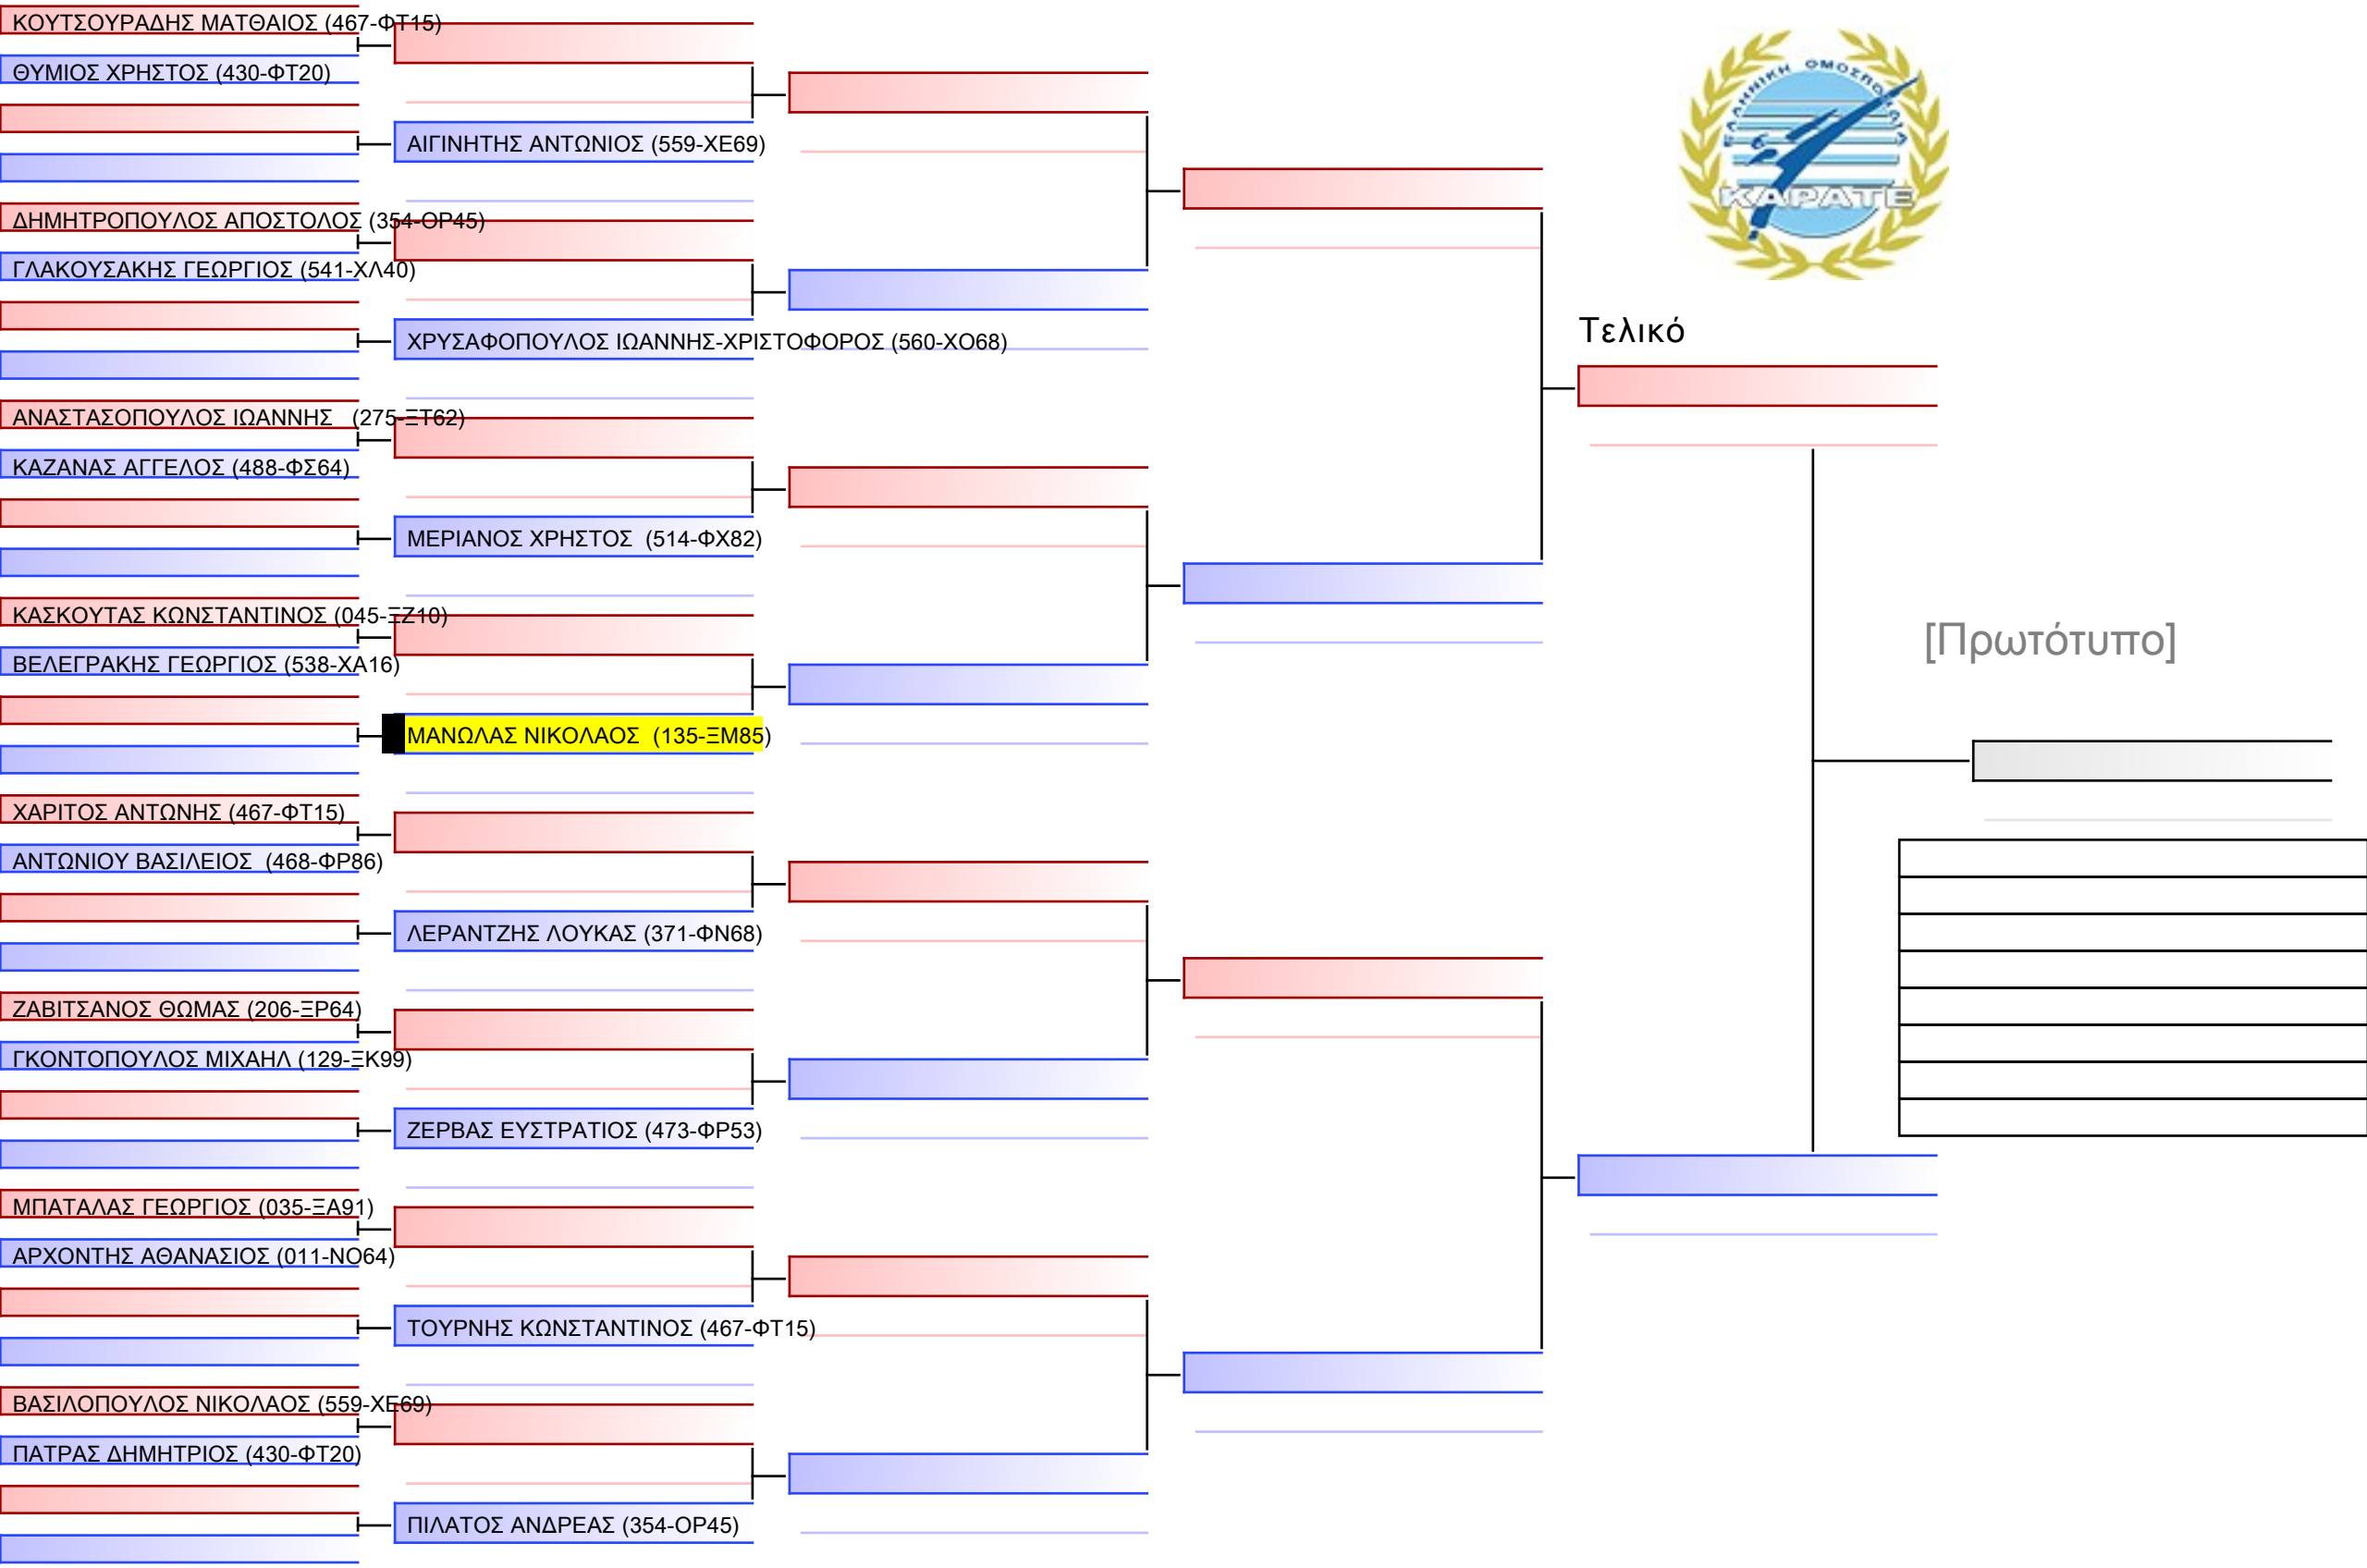 ΚΟΥΤΣΟΥΡΑΔΗΣ ΜΑΤΘΑΙΟΣ (467-ΦΤ15)
ΘΥΜΙΟΣ ΧΡΗΣΤΟΣ (430-ΦΤ20)
ΑΙΓΙΝΗΤΗΣ ΑΝΤΩΝΙΟΣ (559-ΧΕ69)
ΔΗΜΗΤΡΟΠΟΥΛΟΣ ΑΠΟΣΤΟΛΟΣ (354-ΟΡ45)
ΓΛΑΚΟΥΣΑΚΗΣ ΓΕΩΡΓΙΟΣ (541-ΧΛ40)
ΧΡΥΣΑΦΟΠΟΥΛΟΣ ΙΩΑΝΝΗΣ-ΧΡΙΣΤΟΦΟΡΟΣ (560-ΧΟ68)
ΑΝΑΣΤΑΣΟΠΟΥΛΟΣ ΙΩΑΝΝΗΣ (275-ΞΤ62)
ΚΑΖΑΝΑΣ ΑΓΓΕΛΟΣ (488-ΦΣ64)
ΜΕΡΙΑΝΟΣ ΧΡΗΣΤΟΣ (514-ΦΧ82)
ΚΑΣΚΟΥΤΑΣ ΚΩΝΣΤΑΝΤΙΝΟΣ (045-ΞΖ10)
ΒΕΛΕΓΡΑΚΗΣ ΓΕΩΡΓΙΟΣ (538-ΧΑ16)
ΜΑΝΩΛΑΣ ΝΙΚΟΛΑΟΣ (135-ΞΜ85)
ΧΑΡΙΤΟΣ ΑΝΤΩΝΗΣ (467-ΦΤ15)
ΑΝΤΩΝΙΟΥ ΒΑΣΙΛΕΙΟΣ (468-ΦΡ86)
ΛΕΡΑΝΤΖΗΣ ΛΟΥΚΑΣ (371-ΦΝ68)
ΖΑΒΙΤΣΑΝΟΣ ΘΩΜΑΣ (206-ΞΡ64)
ΓΚΟΝΤΟΠΟΥΛΟΣ ΜΙΧΑΗΛ (129-ΞΚ99)
ΖΕΡΒΑΣ ΕΥΣΤΡΑΤΙΟΣ (473-ΦΡ53)
ΜΠΑΤΑΛΑΣ ΓΕΩΡΓΙΟΣ (035-ΞΑ91)
ΑΡΧΟΝΤΗΣ ΑΘΑΝΑΣΙΟΣ (011-ΝΟ64)
ΤΟΥΡΝΗΣ ΚΩΝΣΤΑΝΤΙΝΟΣ (467-ΦΤ15)
ΒΑΣΙΛΟΠΟΥΛΟΣ ΝΙΚΟΛΑΟΣ (559-ΧΕ69)
ΠΑΤΡΑΣ ΔΗΜΗΤΡΙΟΣ (430-ΦΤ20)
ΠΙΛΑΤΟΣ ΑΝΔΡΕΑΣ (354-ΟΡ45)
ΕΛΛΗΝΙΚΗ ΟΜΟΣΠΟΝΔΙΑ
ΚΑΡΑΤΕ
Τελικό
[Πρωτότυπο]